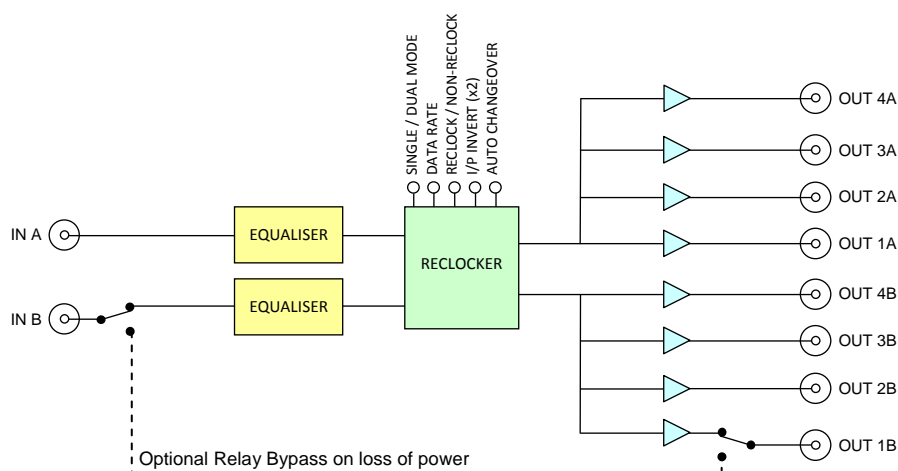 SINGLE / DUAL MODE
DATA RATE
RECLOCK / NON-RECLOCK
I/P INVERT (x2)
AUTO CHANGEOVER
OUT 4A
OUT 3A
OUT 2A
IN A
EQUALISER
RECLOCKER
OUT 1A
IN B
EQUALISER
OUT 4B
OUT 3B
OUT 2B
OUT 1B
Optional Relay Bypass on loss of power